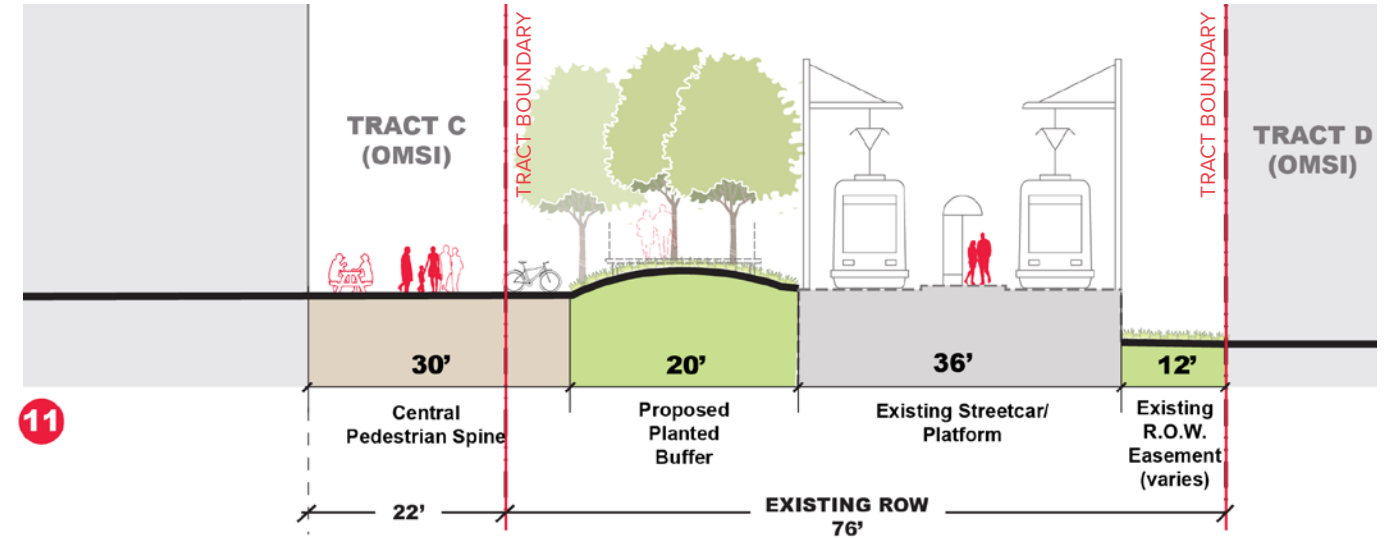 TRACT C
(OMSI)
TRACT BOUNDARY
TRACT BOUNDARY
TRACT D
(OMSI)
30’
20’
36’
12’
11
Central
Pedestrian Spine
Proposed
Planted
Buffer
Existing Streetcar/
Platform
Existing
R.O.W.
Easement
(varies)
22’
EXISTING ROW
76’